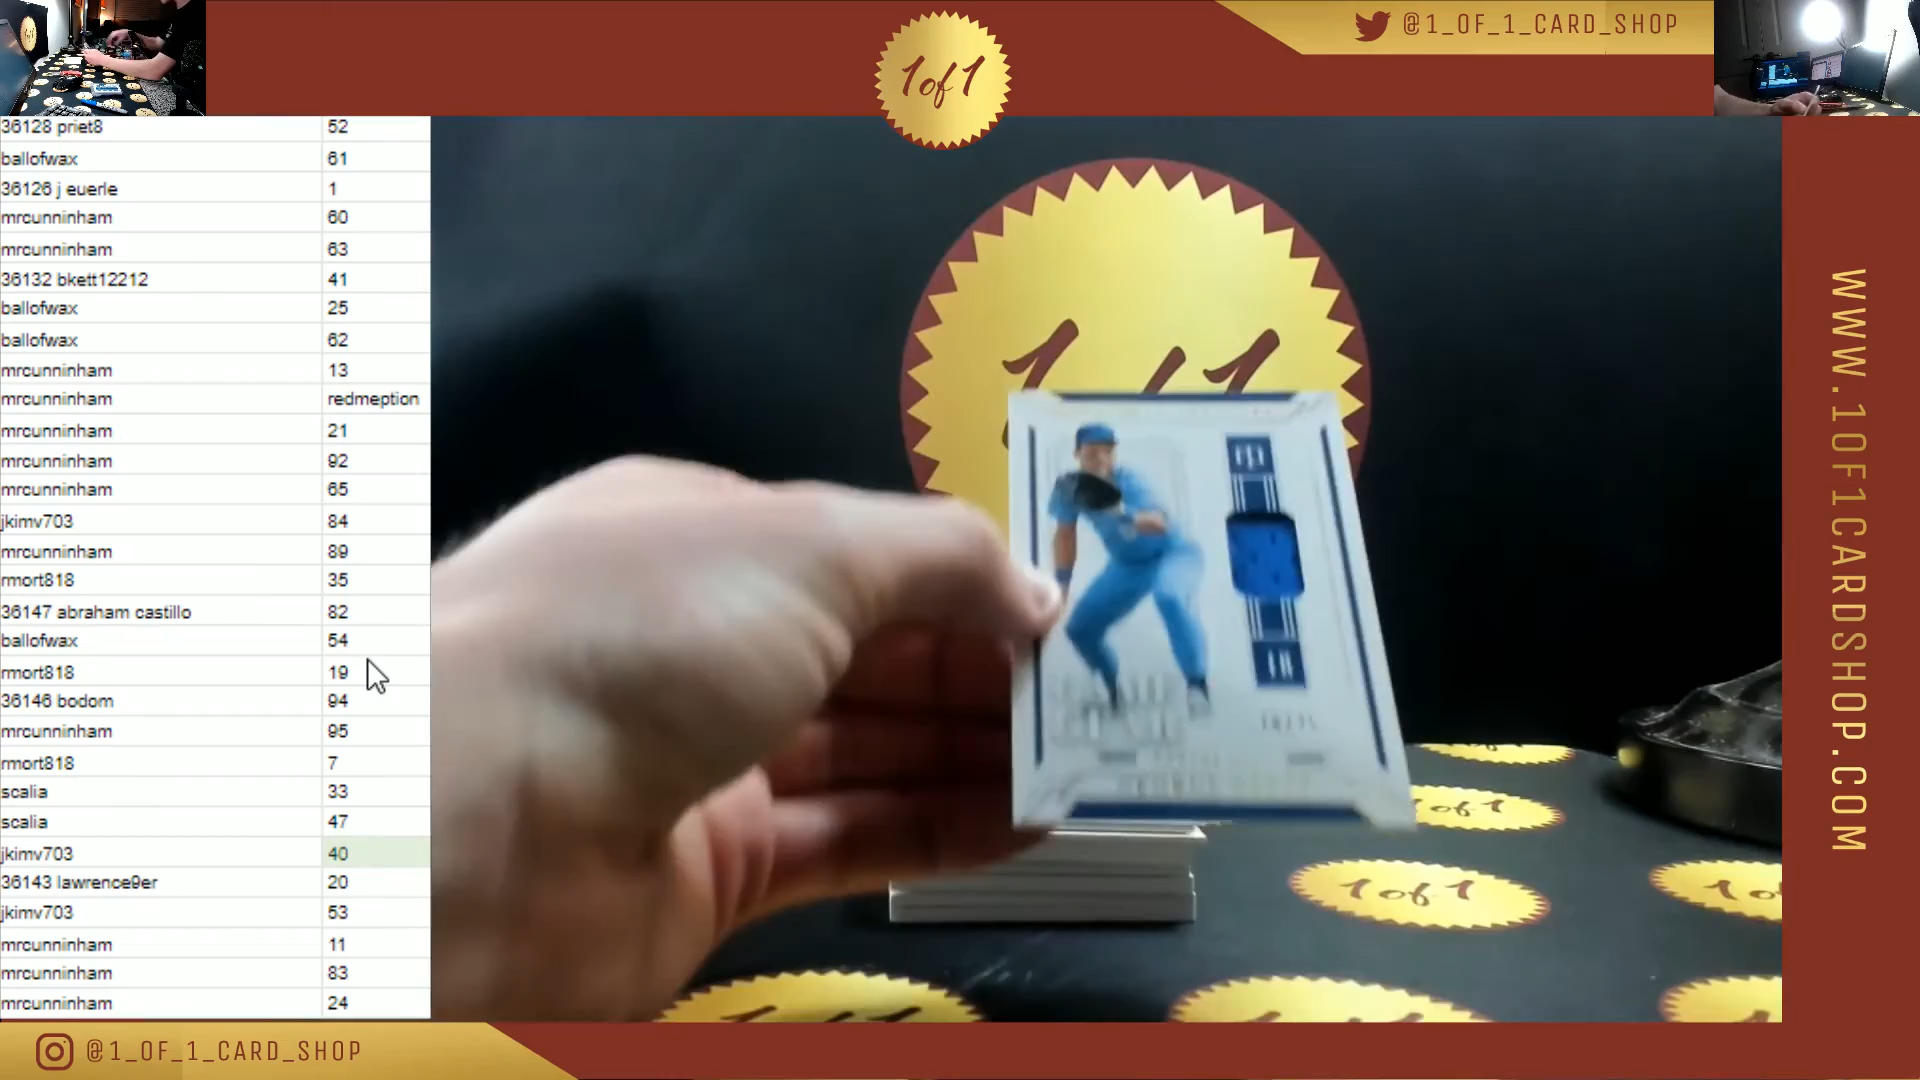 @1_OF_1_CARD_SHOP
1of1
36128 priet8 52
ballofwax 61
36126 j euerle 1
mrcunninham 60
mrcunninham 63
36132 bkett12212 41
ballofwax 25
ballofwax 62
mrcunninham 13
mrcunninham redmeption
mrcunninham 21
mrcunninham 92
mrcunninham 65
jkimv703 84
mrcunninham 89
rmort818 35
36147 abraham castillo 82
ballofwax 54
rmort818 19
36146 bodom 94
mrcunninham 95
rmort818 7
scalia 33
scalia 47
jkimv703 40
36143 lawrence9er 20
jkimv703 53
mrcunninham 11
mrcunninham 83
mrcunninham 24
1of1
1of1
1of1
WWW.1OF1CARDSHOP.COM
@1_OF_1_CARD_SHOP